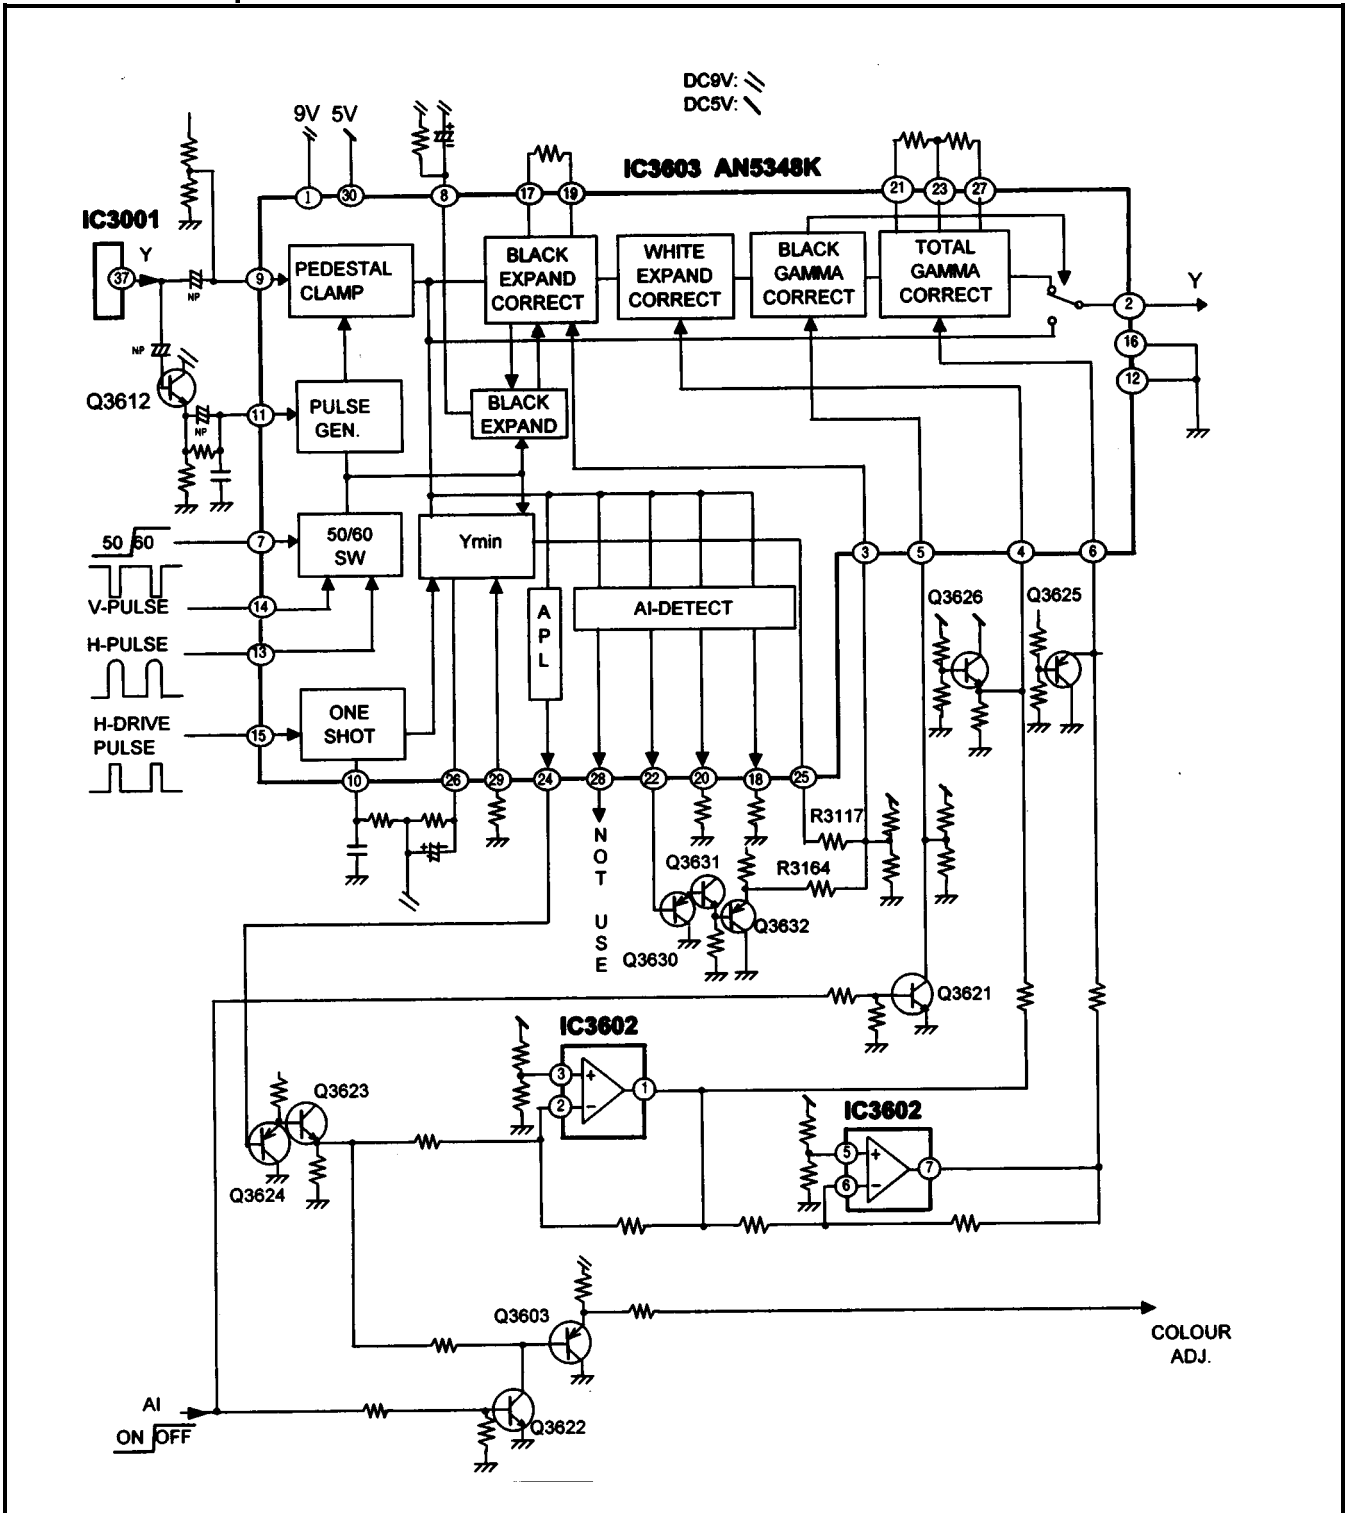 DC9V:
DC5V:
9V 5V
IC3603 AN5348K
1
30
8
17
19
21
23
27
IC3001
37
Y
NP
9
PEDESTAL
CLAMP
BLACK
EXPAND
CORRECT
WHITE
EXPAND
CORRECT
BLACK
GAMMA
CORRECT
TOTAL
GAMMA
CORRECT
2
Y
16
12
NP
Q3612
NP
11
PULSE
GEN.
BLACK
EXPAND
50 60
7
50/60
SW
Ymin
3
5
4
6
V-PULSE
14
H-PULSE
13
A
P
L
AI-DETECT
Q3626
Q3625
H-DRIVE
PULSE
15
ONE
SHOT
10
26
29
24
28
22
20
18
25
N
O
T
U
S
E
R3117
R3164
Q3631
Q3632
Q3630
Q3621
IC3602
3
+
2
–
1
IC3602
5
+
6
–
7
Q3623
Q3624
Q3603
COLOUR
ADJ.
AI
ON OFF
Q3622